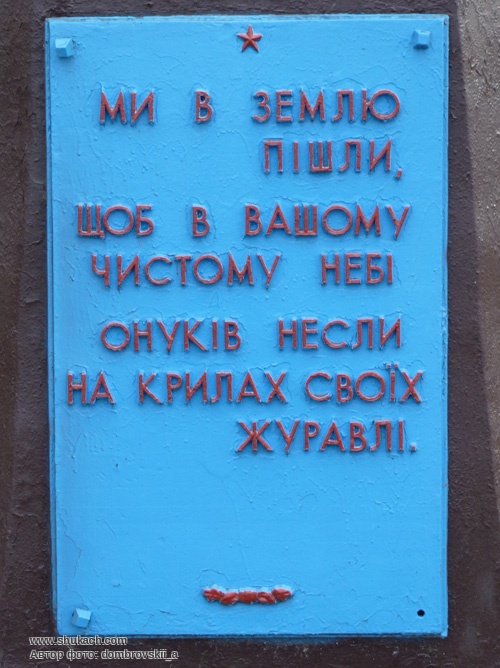 МИ В ЗЕМЛЮ
ПІШЛИ,
ЩОБ В ВАШОМУ
ЧИСТОМУ НЕБІ
ОНУКІВ НЕСЛИ
НА КРИЛАХ СВОЇХ
ЖУРАВЛІ.
www.shukach.com
Автор фото: dombrovskii_a